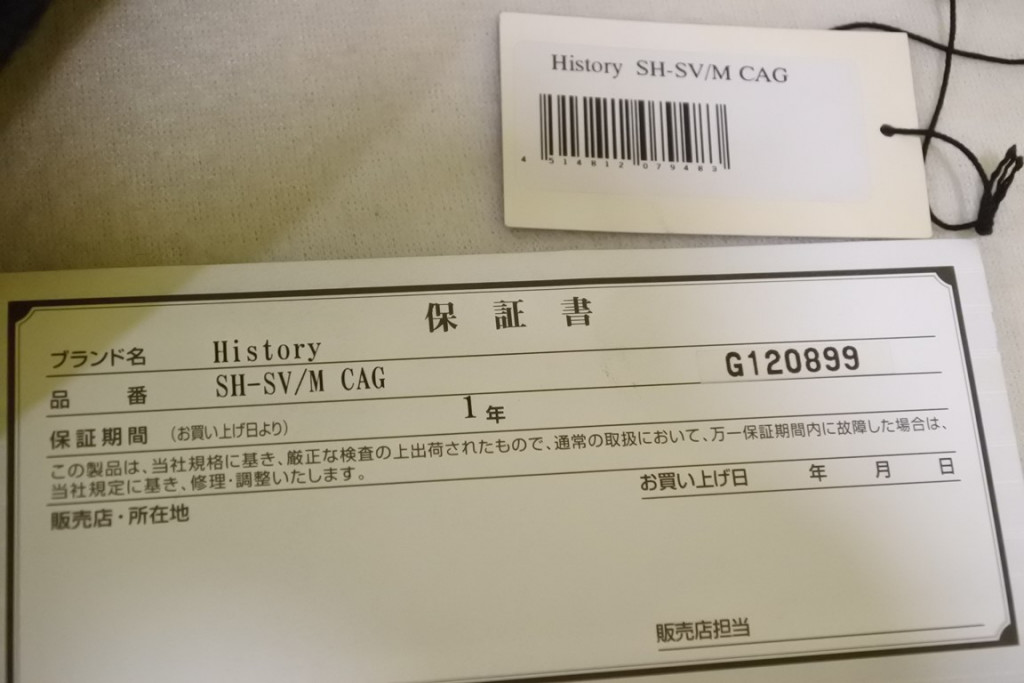 History SH-SV/M CAG
4 514812 079483
保証書
ブランド名 History
品番 SH-SV/M CAG G120899
保証期間 (お買い上げ日より) 1年
この製品は、当社規格に基き、厳正な検査の上出荷されたもので、通常の取扱において、万一保証期間内に故障した場合は、
当社規定に基き、修理・調整いたします。
お買い上げ日 年 月 日
販売店・所在地
販売店担当